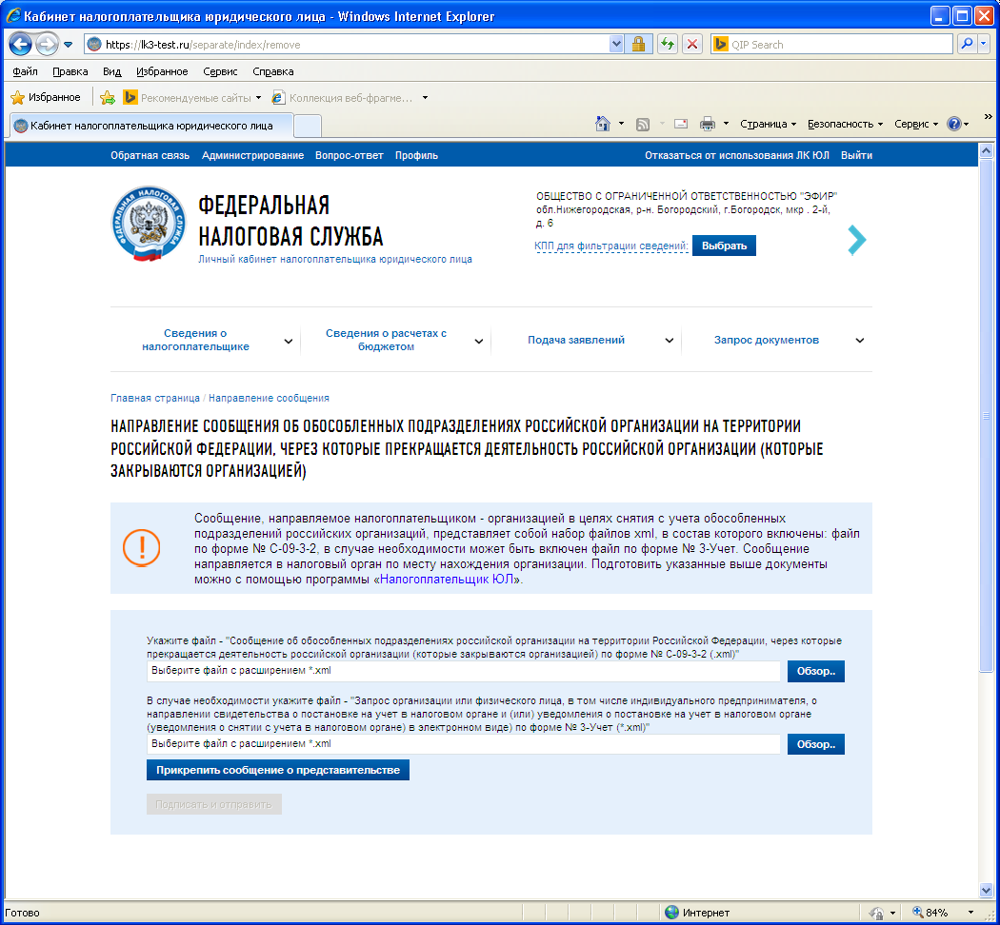 Кабинет налогоплательщика юридического лица - Windows Internet Explorer
https://lk3-test.ru/separate/index/remove
QIP Search
Файл Правка Вид Избранное Сервис Справка
Избранное Рекомендуемые сайты Коллекция веб-фрагме...
Кабинет налогоплательщика юридического лица
Страница Безопасность Сервис »
Обратная связь Администрирование Вопрос-ответ Профиль Отказаться от использования ЛК ЮЛ Выйти
ФЕДЕРАЛЬНАЯ
НАЛОГОВАЯ СЛУЖБА
Личный кабинет налогоплательщика юридического лица
ОБЩЕСТВО С ОГРАНИЧЕННОЙ ОТВЕТСТВЕННОСТЬЮ "ЭФИР"
обл.Нижегородская, р-н. Богородский, г.Богородск, мкр . 2-й,
д. 6
КПП для фильтрации сведений: Выбрать
Сведения о
налогоплательщике
Сведения о расчетах с
бюджетом
Подача заявлений
Запрос документов
Главная страница / Направление сообщения
НАПРАВЛЕНИЕ СООБЩЕНИЯ ОБ ОБОСОБЛЕННЫХ ПОДРАЗДЕЛЕНИЯХ РОССИЙСКОЙ ОРГАНИЗАЦИИ НА ТЕРРИТОРИИ
РОССИЙСКОЙ ФЕДЕРАЦИИ, ЧЕРЕЗ КОТОРЫЕ ПРЕКРАЩАЕТСЯ ДЕЯТЕЛЬНОСТЬ РОССИЙСКОЙ ОРГАНИЗАЦИИ (КОТОРЫЕ
ЗАКРЫВАЮТСЯ ОРГАНИЗАЦИЕЙ)
Сообщение, направляемое налогоплательщиком - организацией в целях снятия с учета обособленных
подразделений российских организаций, представляет собой набор файлов xml, в состав которого включены: файл
по форме № С-09-3-2, в случае необходимости может быть включен файл по форме № 3-Учет. Сообщение
направляется в налоговый орган по месту нахождения организации. Подготовить указанные выше документы
можно с помощью программы «Налогоплательщик ЮЛ».
Укажите файл - "Сообщение об обособленных подразделениях российской организации на территории Российской Федерации, через которые
прекращается деятельность российской организации (которые закрываются организацией) по форме № С-09-3-2 (.xml)"
Выберите файл с расширением *.xml Обзор..
В случае необходимости укажите файл - "Запрос организации или физического лица, в том числе индивидуального предпринимателя, о
направлении свидетельства о постановке на учет в налоговом органе и (или) уведомления о постановке на учет в налоговом органе
(уведомления о снятии с учета в налоговом органе) в электронном виде) по форме № 3-Учет (*.xml)"
Выберите файл с расширением *.xml Обзор..
Прикрепить сообщение о представительстве
Подписать и отправить
Готово Интернет 84%